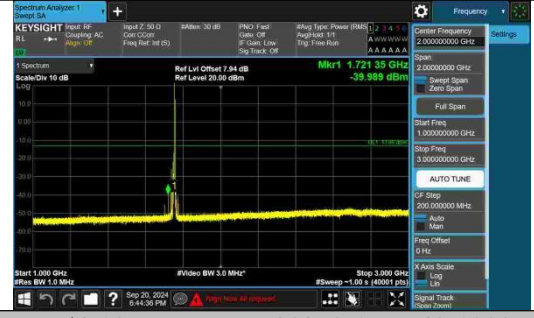 Spectrum Analyzer 1
Swept SA
+
Frequency
KEYSIGHT
RL
Input: RF
Coupling: AC
Align: Off
Input Z: 50 Ω
Corr CCorr
Freq Ref: Int (S)
#Atten: 30 dB
PNO: Fast
Gate: Off
IF Gain: Low
Sig Track: Off
#Avg Type: Power (RMS
Avg|Hold: 1/1
Trig: Free Run
1 2 3 4 5 6
A W W W W W
A A A A A A
1 Spectrum
Scale/Div 10 dB
Log
Ref Lvl Offset 7.94 dB
Ref Level 20.00 dBm
Mkr1 1.721 35 GHz
-39.989 dBm
10.0
0.00
-10.0
-20.0
-30.0
-40.0
-50.0
-60.0
-70.0
1
Start 1.000 GHz
#Res BW 1.0 MHz
#Video BW 3.0 MHz*
Stop 3.000 GHz
#Sweep ~1.00 s (40001 pts)
Sep 20, 2024
6:44:36 PM
?
Align Now All required
Center Frequency
2.000000000 GHz
Settings
Span
2.00000000 GHz
Swept Span
Zero Span
Full Span
Start Freq
1.000000000 GHz
Stop Freq
3.000000000 GHz
AUTO TUNE
CF Step
200.000000 MHz
Auto
Man
Freq Offset
0 Hz
X Axis Scale
Log
Lin
Signal Track
(Span Zoom)